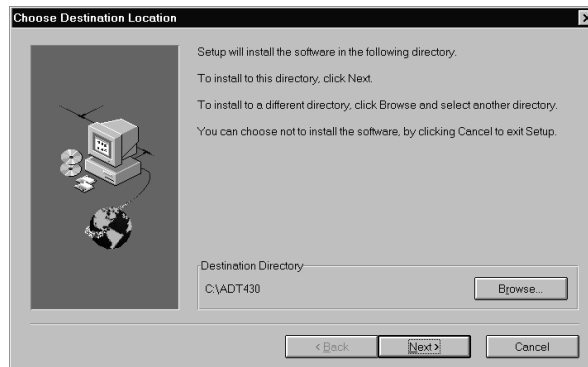 Choose Destination Location
Setup will install the software in the following directory.
To install to this directory, click Next.
To install to a different directory, click Browse and select another directory.
You can choose not to install the software, by clicking Cancel to exit Setup.
Destination Directory
C:\ADT430
Browse...
< Back
Next >
Cancel